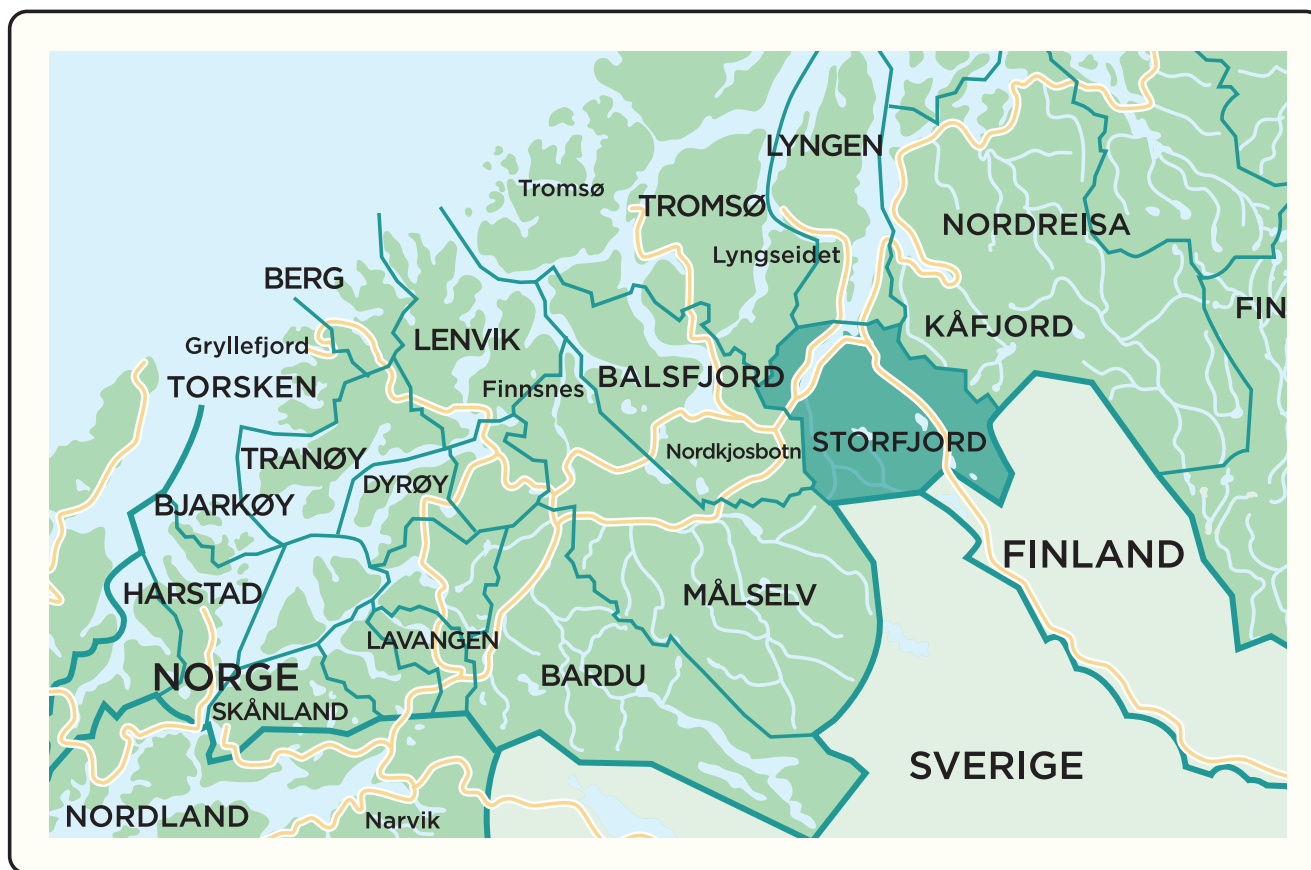 LYNGEN
Tromsø
TROMSØ
NORDREISA
Lyngseidet
BERG
FIN
KÅFJORD
LENVIK
Gryllefjord
BALSFJORD
TORSKEN
Finnsnes
STORFJORD
Nordkjosbotn
TRANØY
DYRØY
BJARKØY
FINLAND
HARSTAD
MÅLSELV
LAVANGEN
NORGE
BARDU
SKÅNLAND
SVERIGE
NORDLAND
Narvik